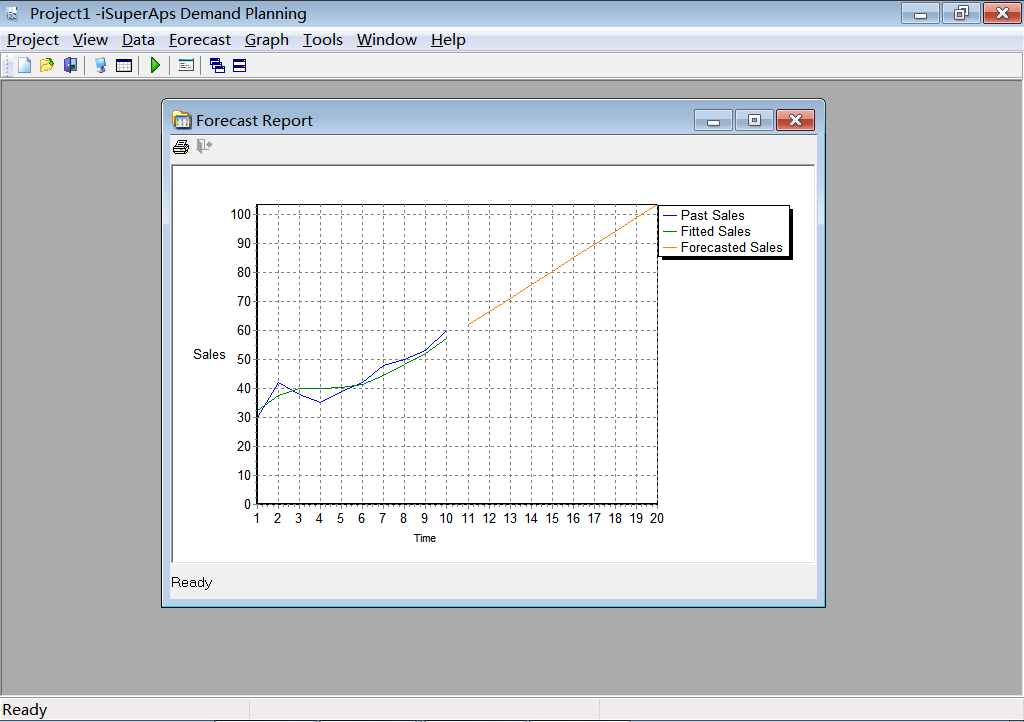 Project1 -iSuperAps Demand Planning
Project View Data Forecast Graph Tools Window Help
Forecast Report
100
90
80
70
60
50
40
30
20
10
0
Sales
Past Sales
Fitted Sales
Forecasted Sales
1 2 3 4 5 6 7 8 9 10 11 12 13 14 15 16 17 18 19 20
Time
Ready
Ready